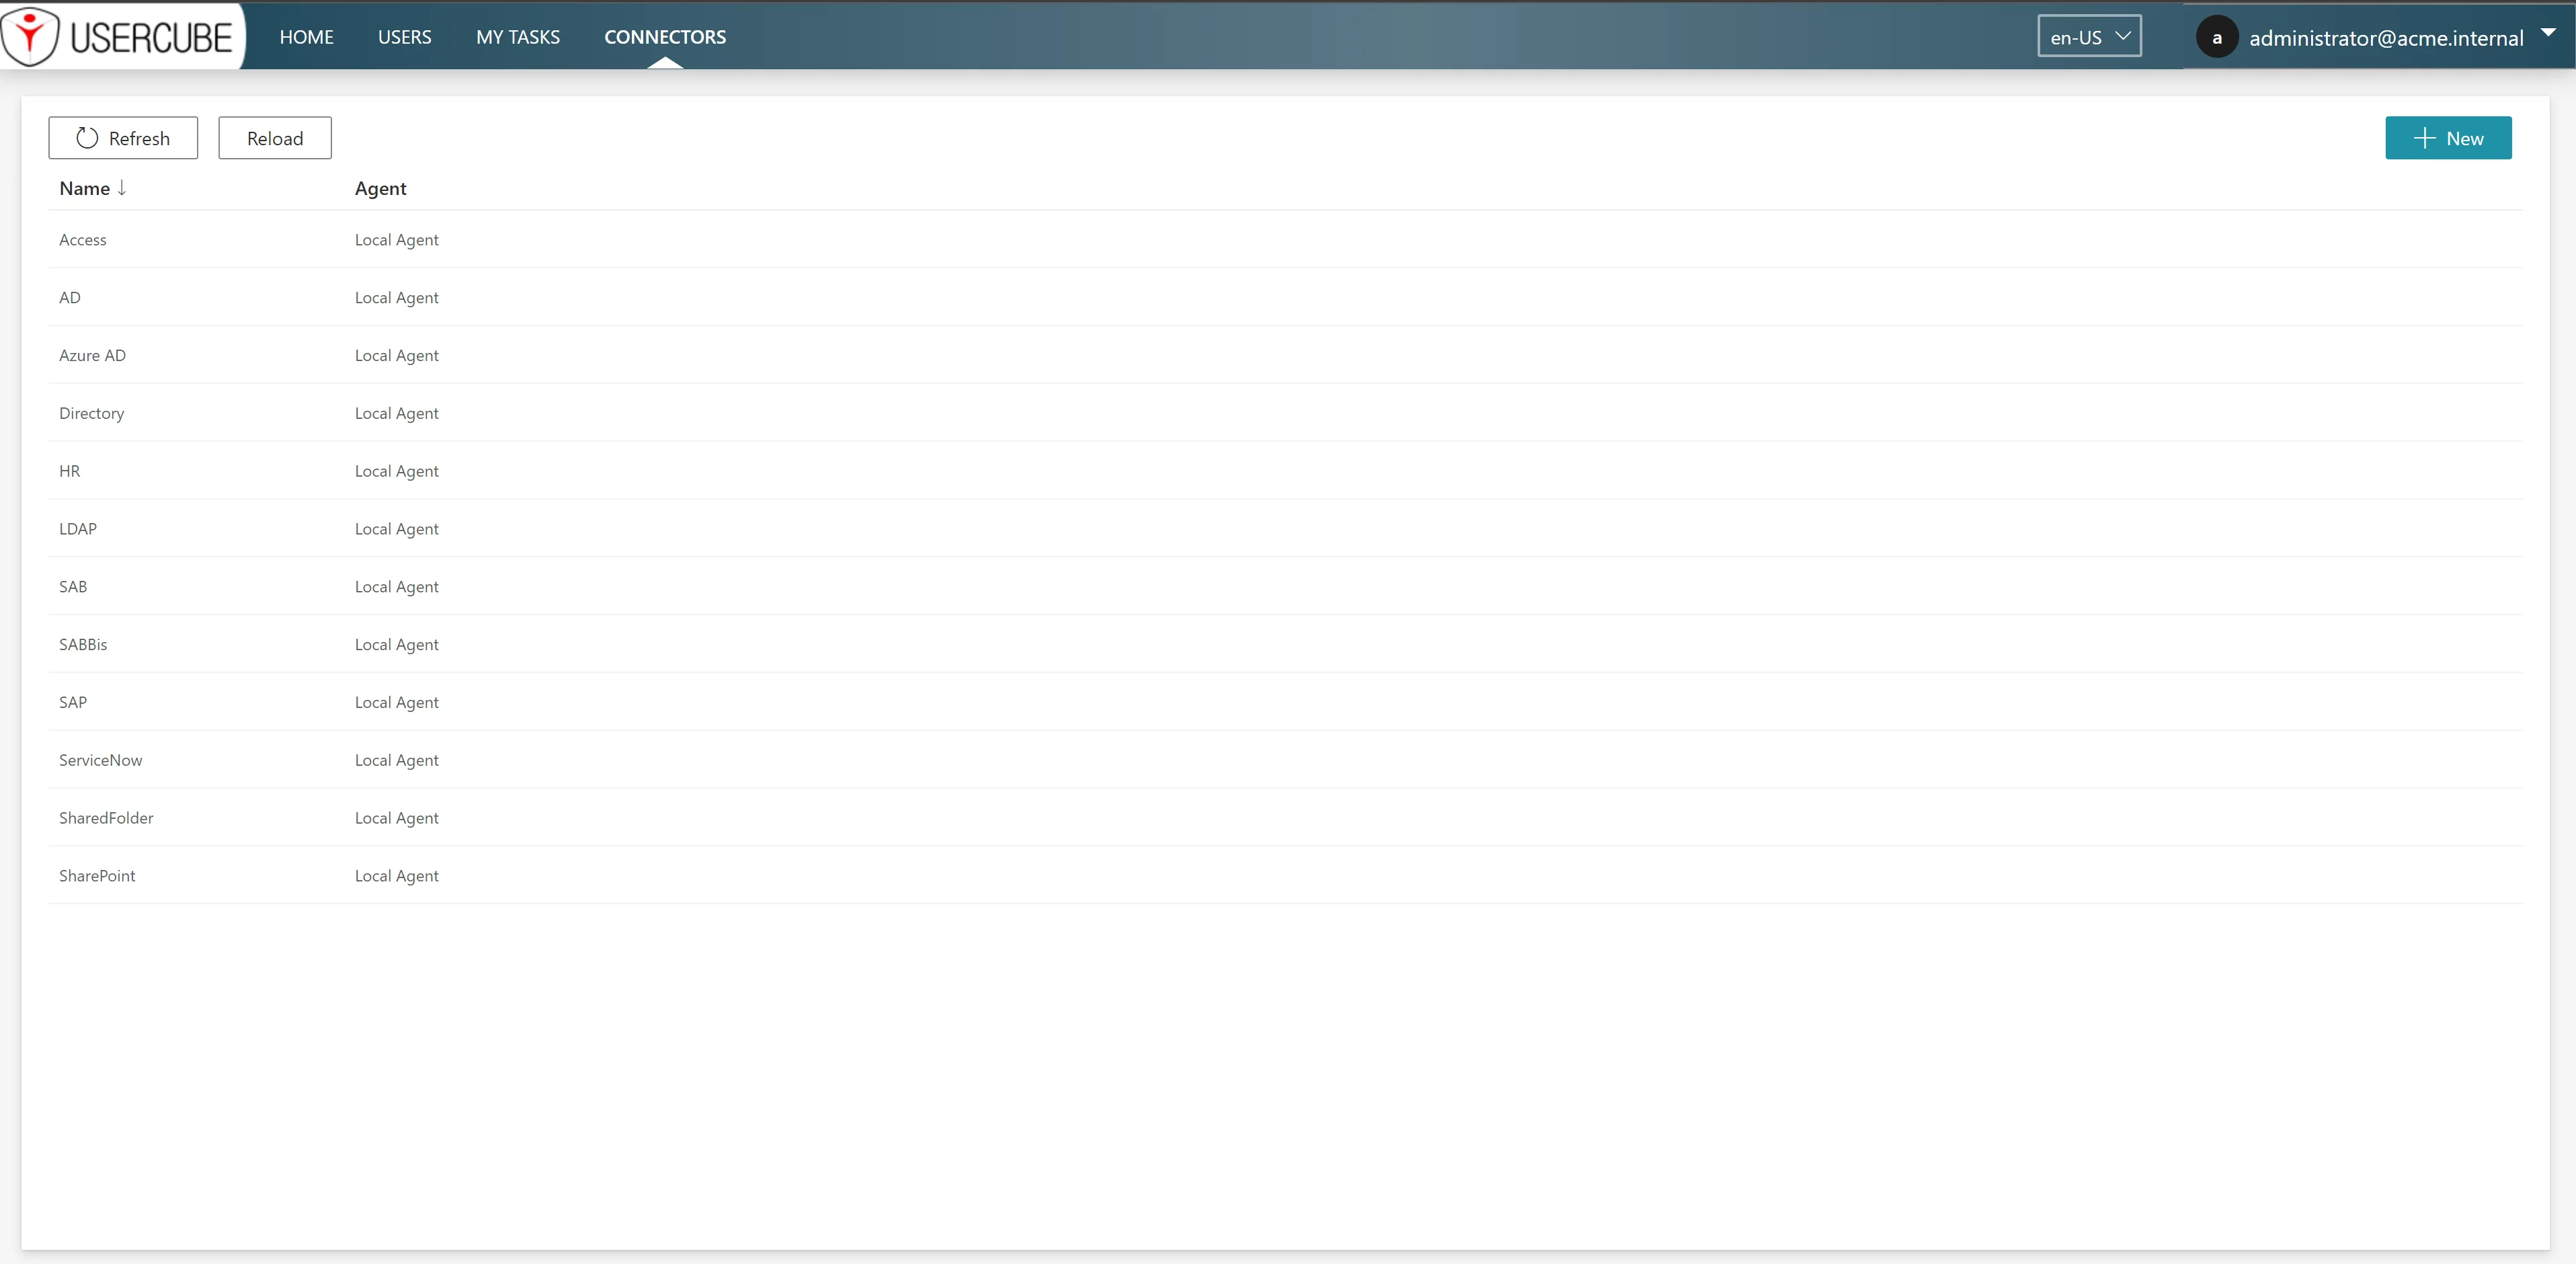 USERCUBE HOME USERS MY TASKS CONNECTORS en-US a administrator@acme.internal
Refresh Reload New
Name Agent
Access Local Agent
AD Local Agent
Azure AD Local Agent
Directory Local Agent
HR Local Agent
LDAP Local Agent
SAB Local Agent
SABBis Local Agent
SAP Local Agent
ServiceNow Local Agent
SharedFolder Local Agent
SharePoint Local Agent